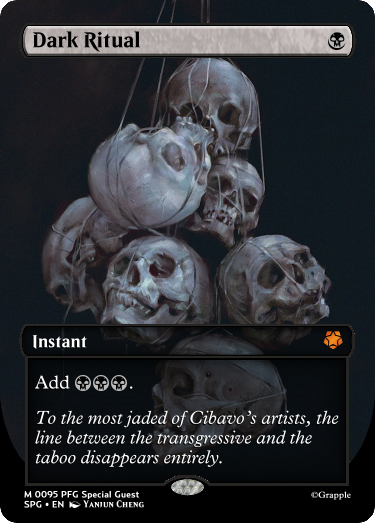 Dark Ritual
Instant
Add
To the most jaded of Cibavo's artists, the
line between the transgressive and the
taboo disappears entirely.
M 0095 PFG Special Guest
SPG • EN Yanjun Cheng
©Grapple